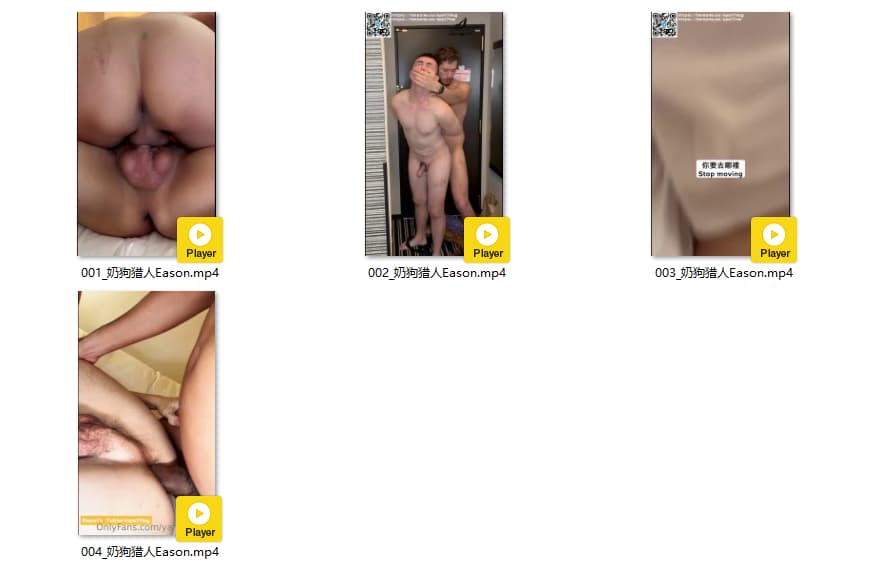 Player
001_奶狗猎人Eason.mp4
Player
002_奶狗猎人Eason.mp4
你要去哪裡
Stop moving
Player
003_奶狗猎人Eason.mp4
OnlyFans.com/
Player
004_奶狗猎人Eason.mp4